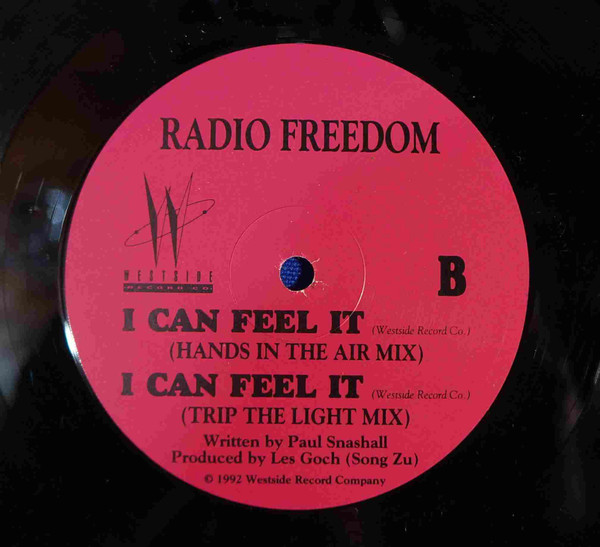 RADIO FREEDOM
WESTSIDE
RECORD CO.
B
I CAN FEEL IT (Westside Record Co.)
(HANDS IN THE AIR MIX)
I CAN FEEL IT (Westside Record Co.)
(TRIP THE LIGHT MIX)
Written by Paul Snashall
Produced by Les Goch (Song Zu)
© 1992 Westside Record Company